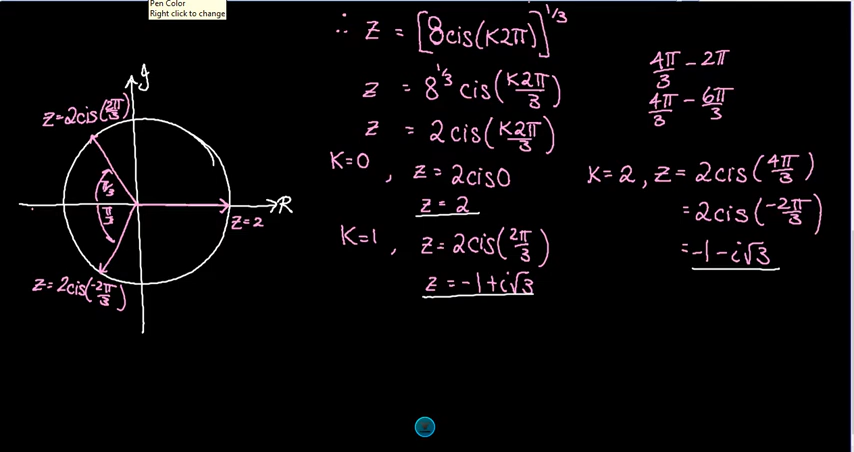 Pen Color
Right click to change
∴ Z = [8cis(K2π)]^1/3
Z = 8^1/3 cis(K2π/3)
Z = 2cis(K2π/3)
K=0, Z = 2cis0
Z = 2
K=1, Z = 2cis(2π/3)
Z = -1+i√3
4π/3 - 2π
4π/3 - 6π/3
K=2, Z = 2cis(4π/3)
= 2cis(-2π/3)
= -1-i√3
Z=2cis(2π/3)
π/3
π/3
R
Z=2
Z=2cis(-2π/3)